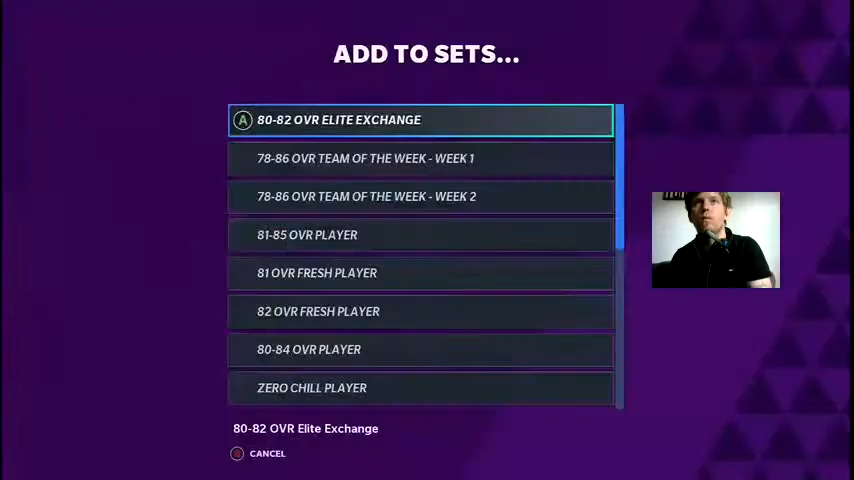 ADD TO SETS...
A 80-82 OVR ELITE EXCHANGE
78-86 OVR TEAM OF THE WEEK - WEEK 1
78-86 OVR TEAM OF THE WEEK - WEEK 2
81-85 OVR PLAYER
81 OVR FRESH PLAYER
82 OVR FRESH PLAYER
80-84 OVR PLAYER
ZERO CHILL PLAYER
80-82 OVR Elite Exchange
CANCEL